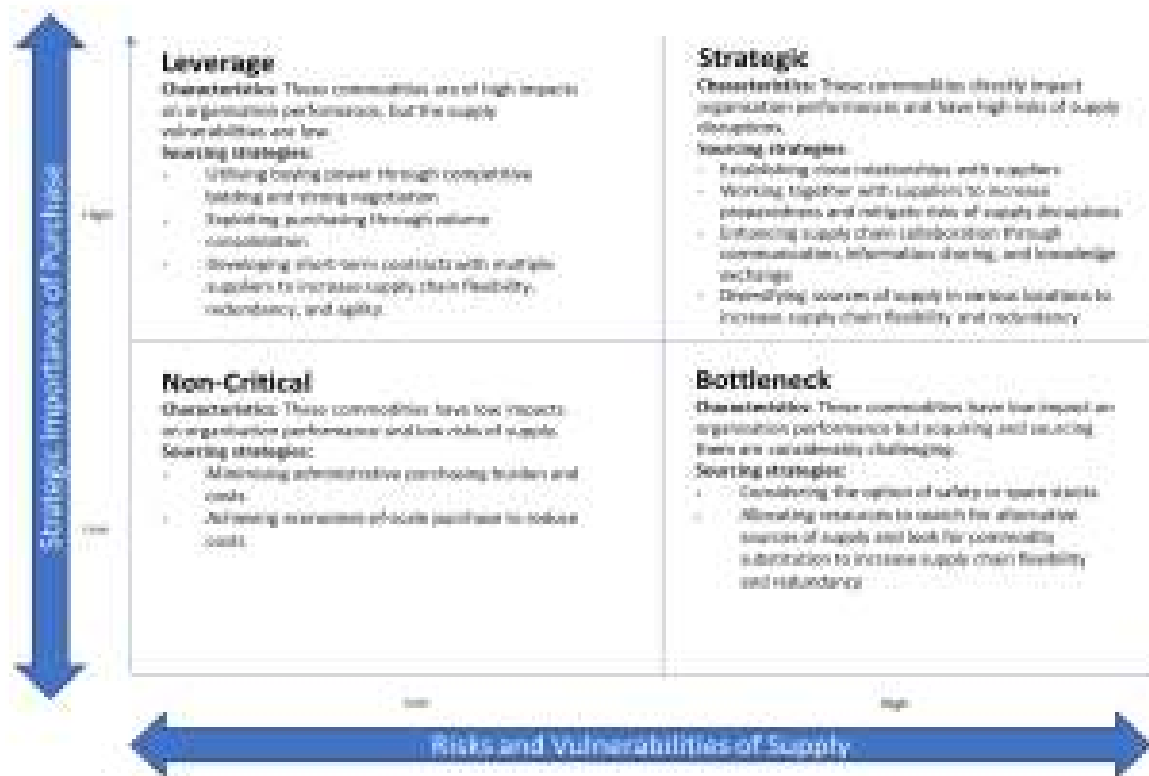 Strategic Importance of Purchase
High
Low
Leverage
Characteristics: These commodities are of high impacts
on organisation performance, but the supply
vulnerabilities are low
Sourcing strategies:
- Utilising buying power through competitive
bidding and strong negotiation
- Exploiting purchasing through volume
consolidation
- Developing short-term contracts with multiple
suppliers to increase supply chain flexibility,
redundancy, and agility
Strategic
Characteristics: These commodities directly impact
organisation performances and have high risks of supply
disruptions.
Sourcing strategies
- Establishing close relationships with suppliers
- Working together with suppliers to increase
preparedness and mitigate risks of supply disruptions
- Enhancing supply chain collaboration through
communication, information sharing, and knowledge
exchange
- Diversifying sources of supply in various locations to
increase supply chain flexibility and redundancy
Non-Critical
Characteristics: These commodities have low impacts
on organisation performance and low risks of supply.
Sourcing strategies:
- Minimising administrative purchasing burden and
costs
- Achieving economies of scale purchase to reduce
costs
Bottleneck
Characteristics: These commodities have low impact on
organisation performance but acquiring and sourcing
them are considerably challenging.
Sourcing strategies:
- Considering the option of safety or spare stocks
- Allocating resources to search for alternative
sources of supply and look for commodity
substitution to increase supply chain flexibility
and redundancy
Low
High
Risks and Vulnerabilities of Supply